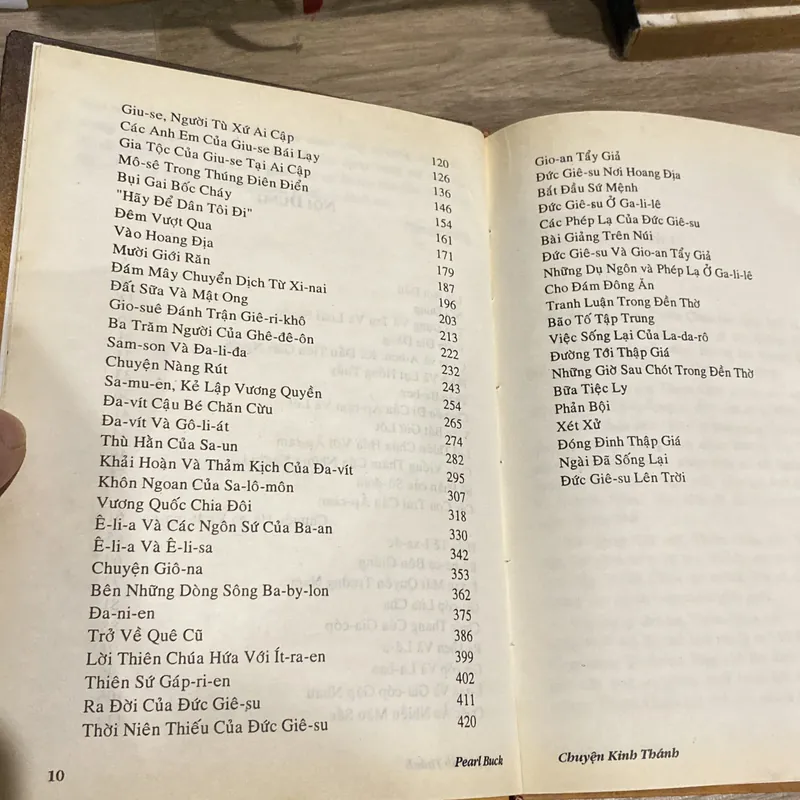 Giu-se, Người Tù Xứ Ai Cập 120
Các Anh Em Của Giu-se Bái Lạy 126
Gia Tộc Của Giu-se Tại Ai Cập 136
Mô-sê Trong Thúng Điên Điển 146
Bụi Gai Bốc Cháy 154
"Hãy Để Dân Tôi Đi" 161
Đêm Vượt Qua 171
Vào Hoang Địa 179
Mười Giới Răn 187
Đám Mây Chuyển Dịch Từ Xi-nai 196
Đất Sữa Và Mật Ong 203
Gio-suê Đánh Trận Giê-ri-khô 213
Ba Trăm Người Của Ghê-đê-ôn 222
Sam-son Và Đa-li-đa 232
Chuyện Nàng Rút 243
Sa-mu-en, Kẻ Lập Vương Quyền 254
Đa-vít Cậu Bé Chăn Cừu 265
Đa-vít Và Gô-li-át 274
Thù Hằn Của Sa-un 282
Khải Hoàn Và Thảm Kịch Của Đa-vít 295
Khôn Ngoan Của Sa-lô-môn 307
Vương Quốc Chia Đôi 318
Ê-li-a Và Các Ngôn Sứ Của Ba-an 330
Ê-li-a Và Ê-li-sa 342
Chuyện Giô-na 353
Bên Những Dòng Sông Ba-by-lon 362
Đa-ni-en 375
Trở Về Quê Cũ 386
Lời Thiên Chúa Hứa Với Ít-ra-en 399
Thiên Sứ Gáp-ri-en 402
Ra Đời Của Đức Giê-su 411
Thời Niên Thiếu Của Đức Giê-su 420
10 Pearl Buck
Gio-an Tẩy Giả
Đức Giê-su Nơi Hoang Địa
Bắt Đầu Sứ Mệnh
Đức Giê-su Ở Ga-li-lê
Các Phép Lạ Của Đức Giê-su
Bài Giảng Trên Núi
Đức Giê-su Và Gio-an Tẩy Giả
Những Dụ Ngôn và Phép Lạ Ở Ga-li-lê
Cho Đám Đông Ăn
Tranh Luận Trong Đền Thờ
Bão Tố Tập Trung
Việc Sống Lại Của La-da-rô
Đường Tới Thập Giá
Những Giờ Sau Chót Trong Đền Thờ
Bữa Tiệc Ly
Phản Bội
Xét Xử
Đóng Đinh Thập Giá
Ngài Đã Sống Lại
Đức Giê-su Lên Trời
Chuyện Kinh Thánh